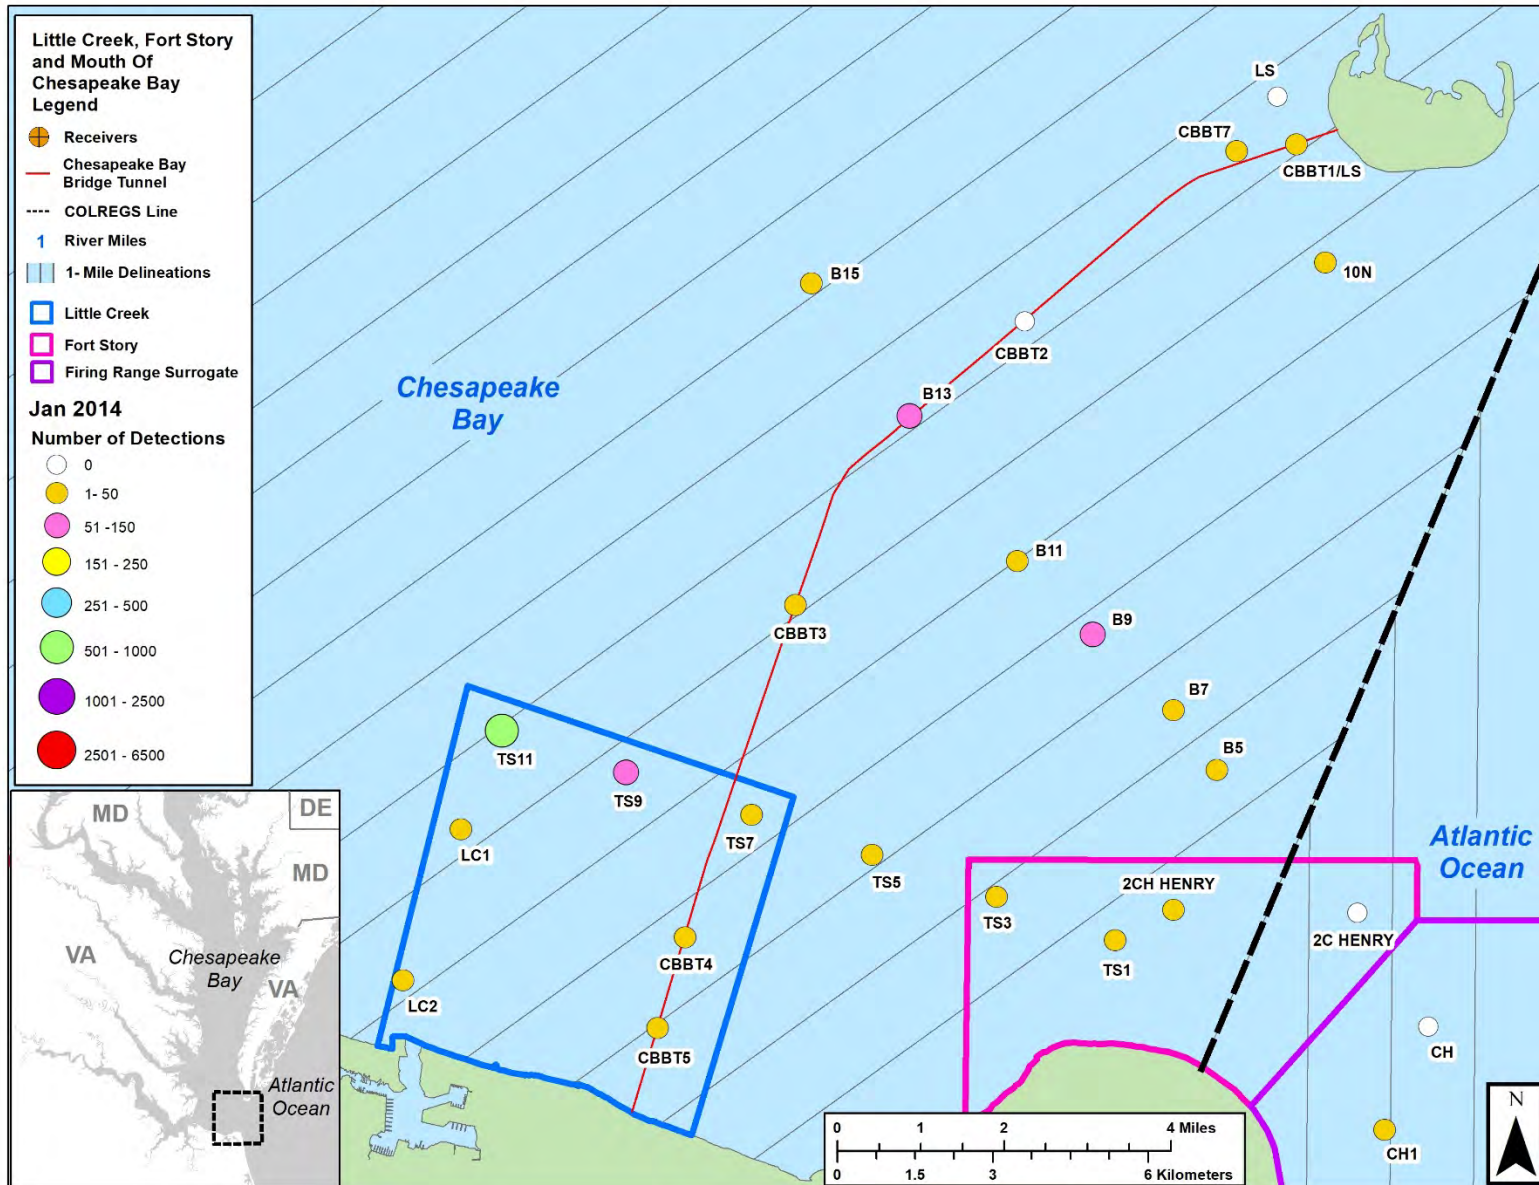 Little Creek, Fort Story
and Mouth Of
Chesapeake Bay
Legend
Receivers
Chesapeake Bay
Bridge Tunnel
COLREGS Line
1 River Miles
1- Mile Delineations
Little Creek
Fort Story
Firing Range Surrogate
Jan 2014
Number of Detections
0
1- 50
51 -150
151 - 250
251 - 500
501 - 1000
1001 - 2500
2501 - 6500
LS
CBBT7
CBBT1/LS
10N
B15
CBBT2
Chesapeake
Bay
B13
B11
CBBT3
B9
B7
B5
TS11
TS9
TS7
LC1
TS5
Atlantic
Ocean
2CH HENRY
TS3
2C HENRY
TS1
CBBT4
LC2
CBBT5
CH
CH1
MD
DE
MD
VA
Chesapeake
Bay
VA
Atlantic
Ocean
0 1 2 4 Miles
0 1.5 3 6 Kilometers
N